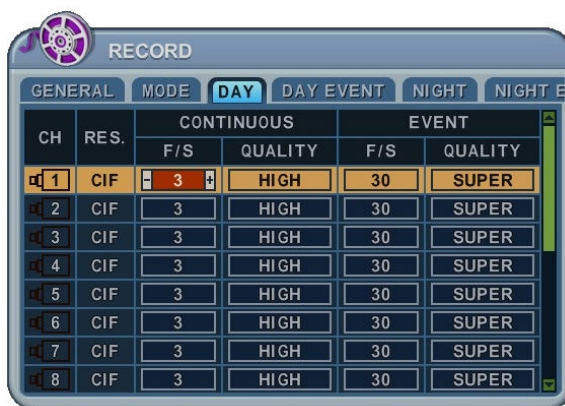 RECORD
GENERAL MODE DAY DAY EVENT NIGHT NIGHT E
CH RES. CONTINUOUS EVENT
F/S QUALITY F/S QUALITY
1 CIF - 3 + HIGH 30 SUPER
2 CIF 3 HIGH 30 SUPER
3 CIF 3 HIGH 30 SUPER
4 CIF 3 HIGH 30 SUPER
5 CIF 3 HIGH 30 SUPER
6 CIF 3 HIGH 30 SUPER
7 CIF 3 HIGH 30 SUPER
8 CIF 3 HIGH 30 SUPER